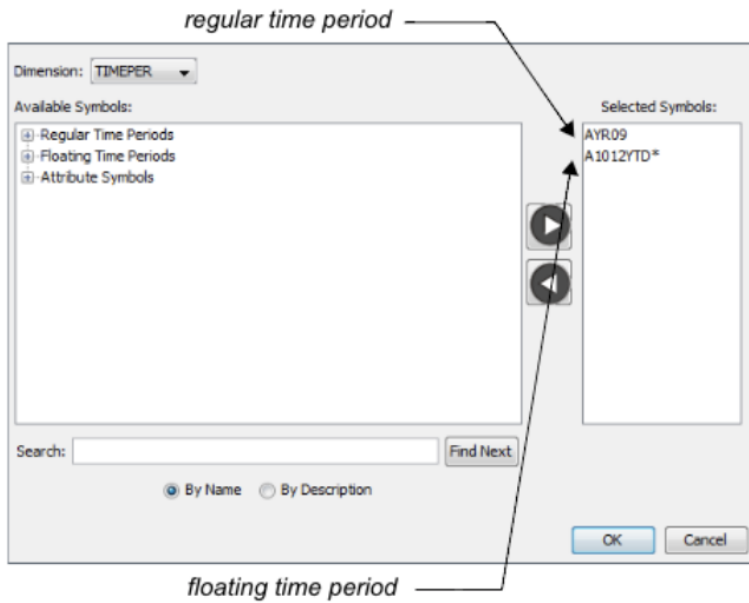 regular time period
Dimension: TIMEPER
Available Symbols:
Selected Symbols:
Regular Time Periods
Floating Time Periods
Attribute Symbols
AYR09
A1012YTD*
Search:
Find Next
By Name
By Description
OK
Cancel
floating time period